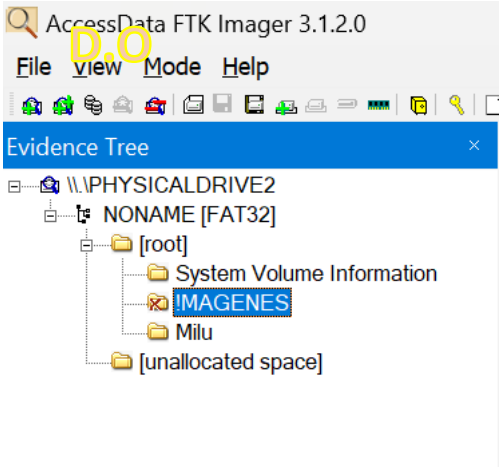 AccessData FTK Imager 3.1.2.0
D.O
File View Mode Help
Evidence Tree
\\.\PHYSICALDRIVE2
NONAME [FAT32]
[root]
System Volume Information
!MAGENES
Milu
[unallocated space]